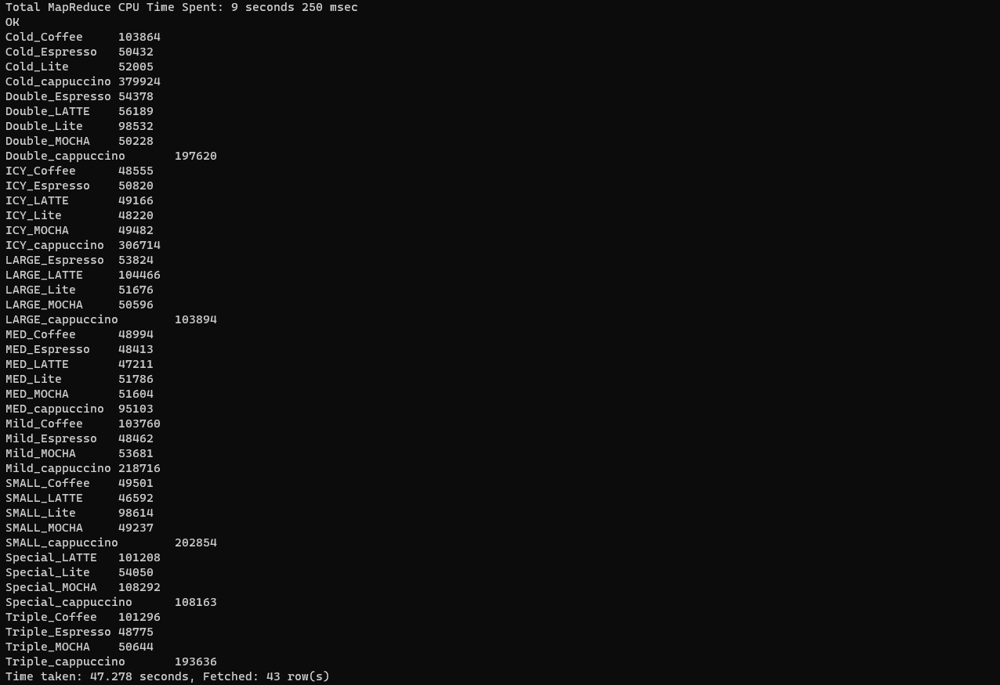 Total MapReduce CPU Time Spent: 9 seconds 250 msec
OK
Cold_Coffee     103864
Cold_Espresso   50432
Cold_Lite       52005
Cold_cappuccino 379924
Double_Espresso 54378
Double_LATTE    56189
Double_Lite     98532
Double_MOCHA    50228
Double_cappuccino       197620
ICY_Coffee      48555
ICY_Espresso    50820
ICY_LATTE       49166
ICY_Lite        48220
ICY_MOCHA       49482
ICY_cappuccino  306714
LARGE_Espresso  53824
LARGE_LATTE     104466
LARGE_Lite      51676
LARGE_MOCHA     50596
LARGE_cappuccino        103894
MED_Coffee      48994
MED_Espresso    48413
MED_LATTE       47211
MED_Lite        51786
MED_MOCHA       51604
MED_cappuccino  95103
Mild_Coffee     103760
Mild_Espresso   48462
Mild_MOCHA      53681
Mild_cappuccino 218716
SMALL_Coffee    49501
SMALL_LATTE     46592
SMALL_Lite      98614
SMALL_MOCHA     49237
SMALL_cappuccino        202854
Special_LATTE   101208
Special_Lite    54050
Special_MOCHA   108292
Special_cappuccino      108163
Triple_Coffee   101296
Triple_Espresso 48775
Triple_MOCHA    50644
Triple_cappuccino       193636
Time taken: 47.278 seconds, Fetched: 43 row(s)